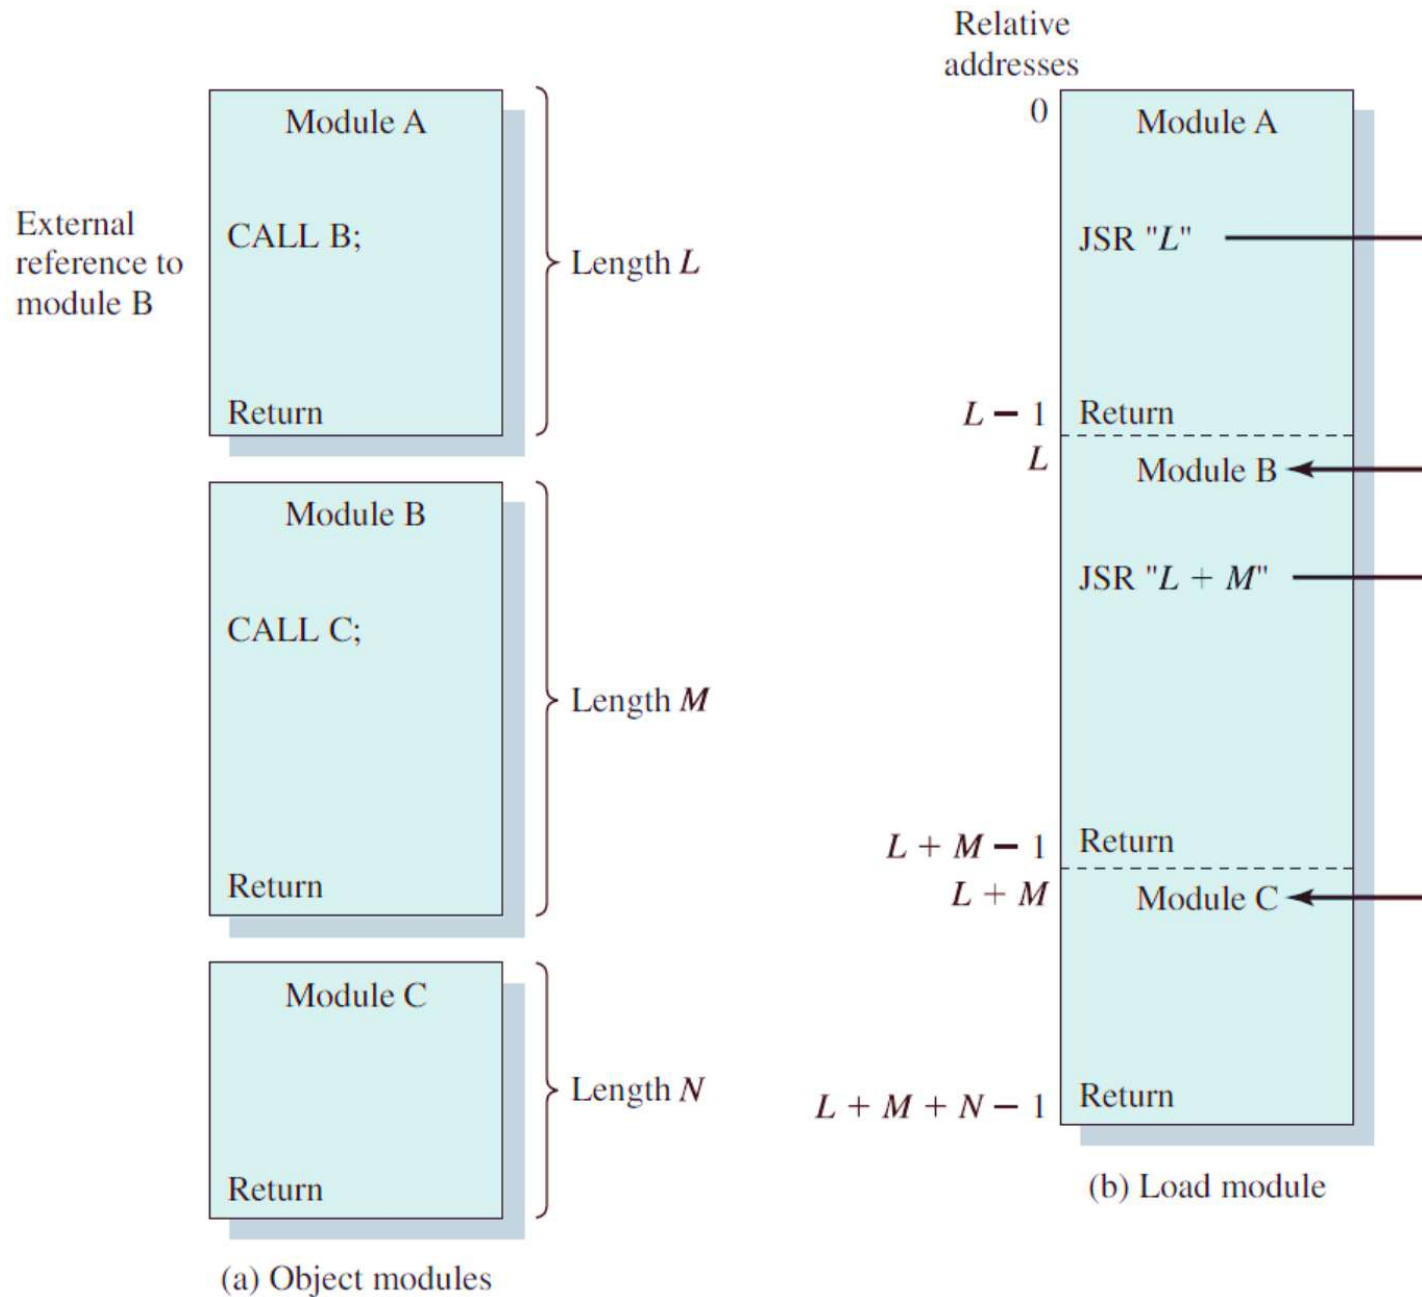 External
reference to
module B
Module A
CALL B;
Return
Length L
Module B
CALL C;
Return
Length M
Module C
Return
Length N
(a) Object modules
Relative
addresses
0
Module A
JSR "L"
L − 1
Return
L
Module B
JSR "L + M"
L + M − 1
Return
L + M
Module C
L + M + N − 1
Return
(b) Load module